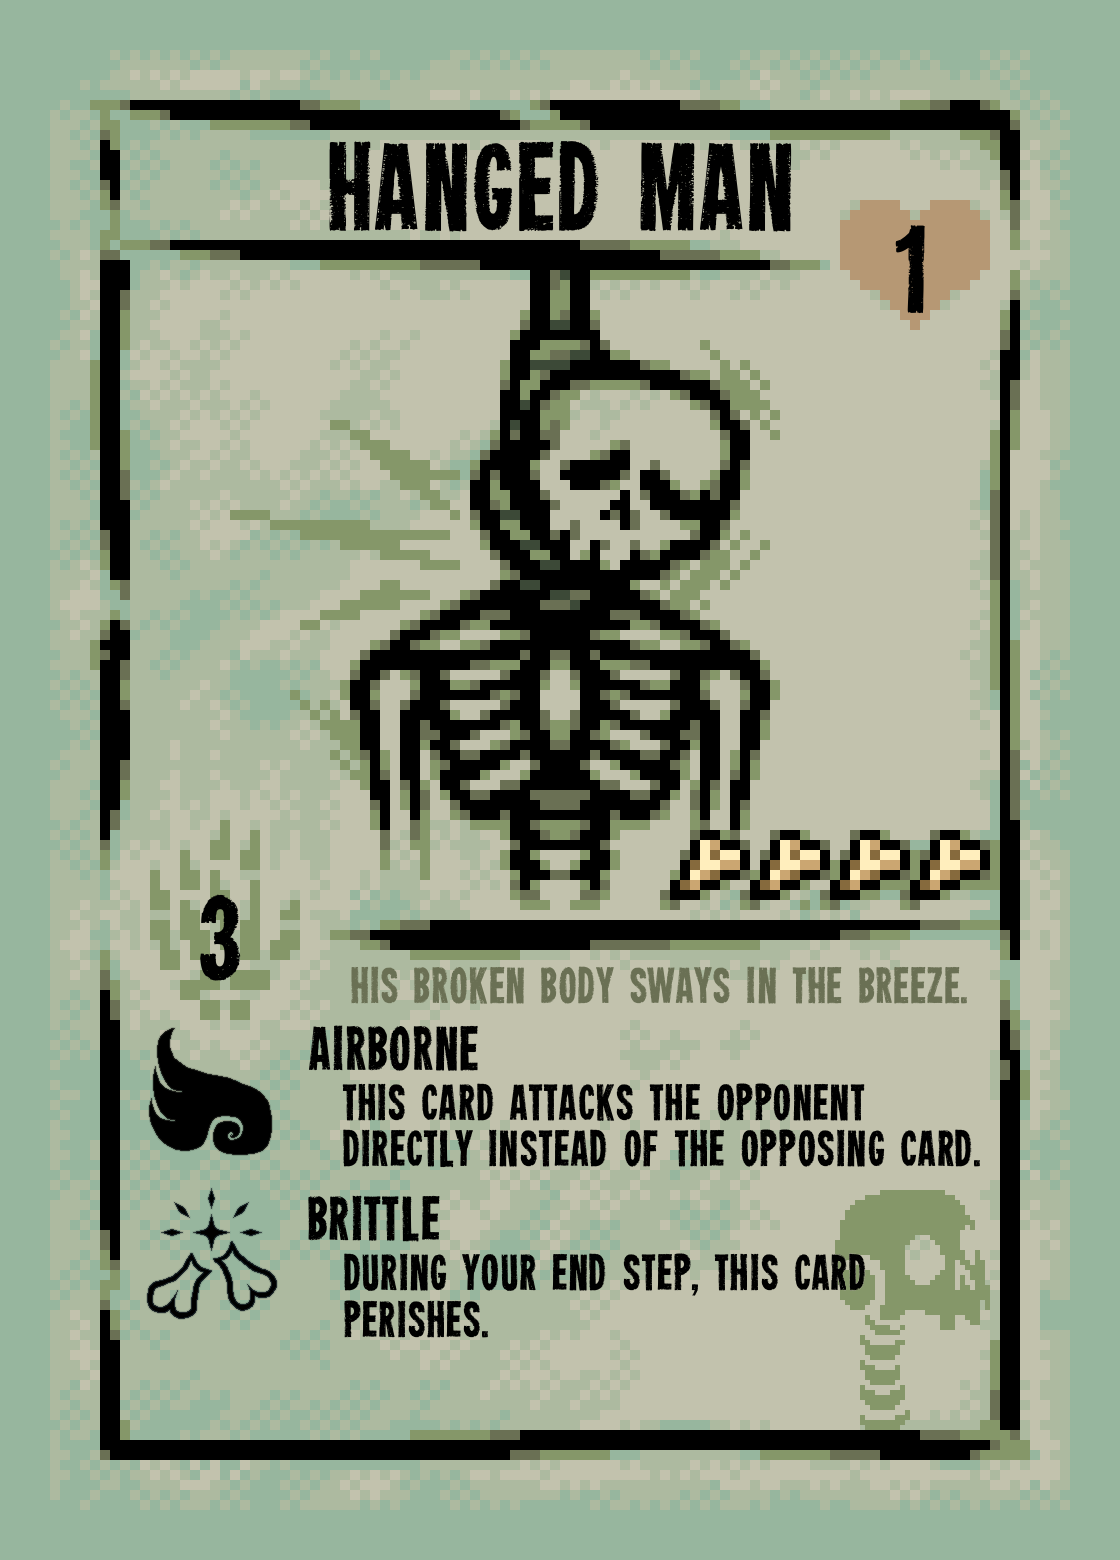 HANGED MAN
1
3
HIS BROKEN BODY SWAYS IN THE BREEZE.
AIRBORNE
THIS CARD ATTACKS THE OPPONENT
DIRECTLY INSTEAD OF THE OPPOSING CARD.
BRITTLE
DURING YOUR END STEP, THIS CARD
PERISHES.